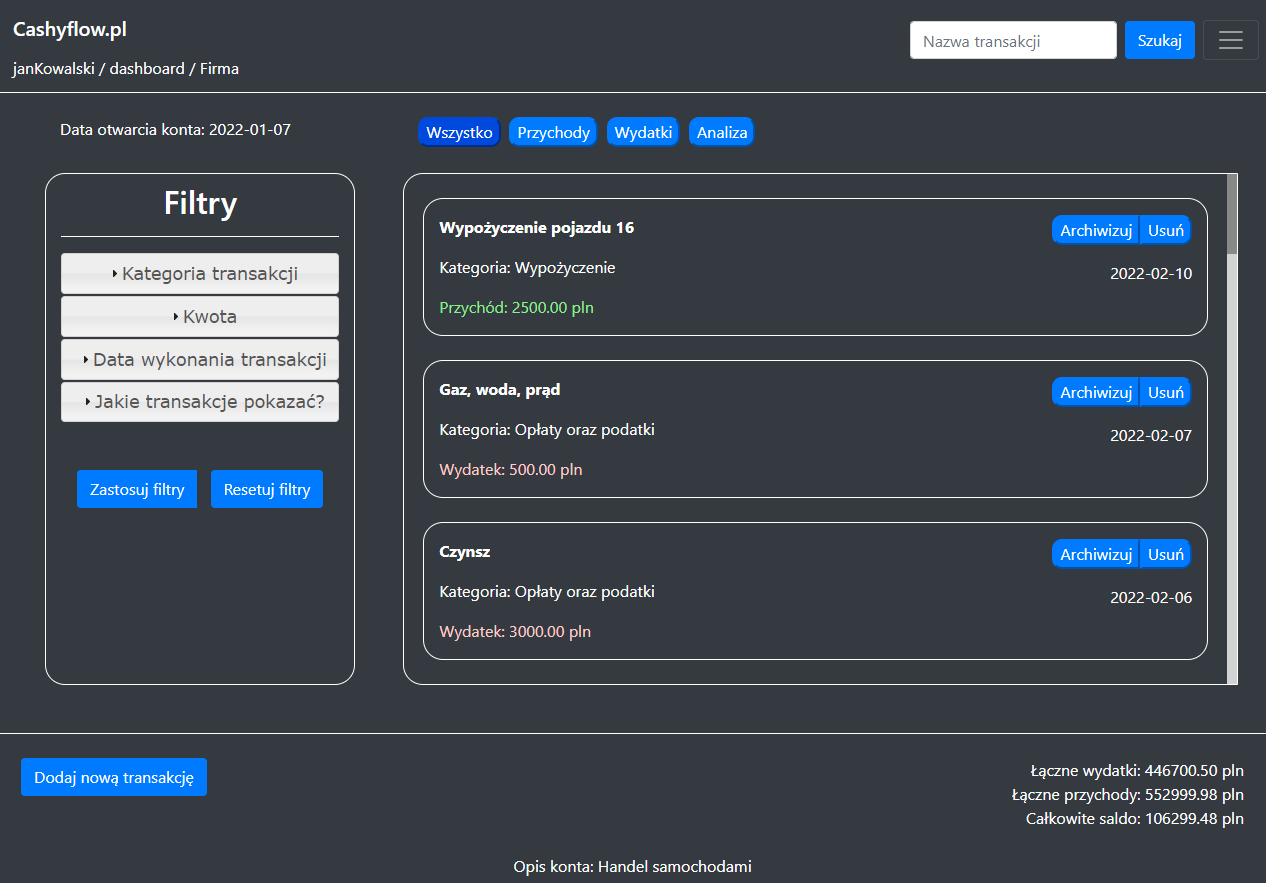 Cashyflow.pl
Nazwa transakcji
Szukaj
janKowalski / dashboard / Firma
Data otwarcia konta: 2022-01-07
Wszystko
Przychody
Wydatki
Analiza
Filtry
Kategoria transakcji
Kwota
Data wykonania transakcji
Jakie transakcje pokazać?
Zastosuj filtry
Resetuj filtry
Wypożyczenie pojazdu 16
Archiwizuj
Usuń
Kategoria: Wypożyczenie
2022-02-10
Przychód: 2500.00 pln
Gaz, woda, prąd
Archiwizuj
Usuń
Kategoria: Opłaty oraz podatki
2022-02-07
Wydatek: 500.00 pln
Czynsz
Archiwizuj
Usuń
Kategoria: Opłaty oraz podatki
2022-02-06
Wydatek: 3000.00 pln
Dodaj nową transakcję
Łączne wydatki: 446700.50 pln
Łączne przychody: 552999.98 pln
Całkowite saldo: 106299.48 pln
Opis konta: Handel samochodami